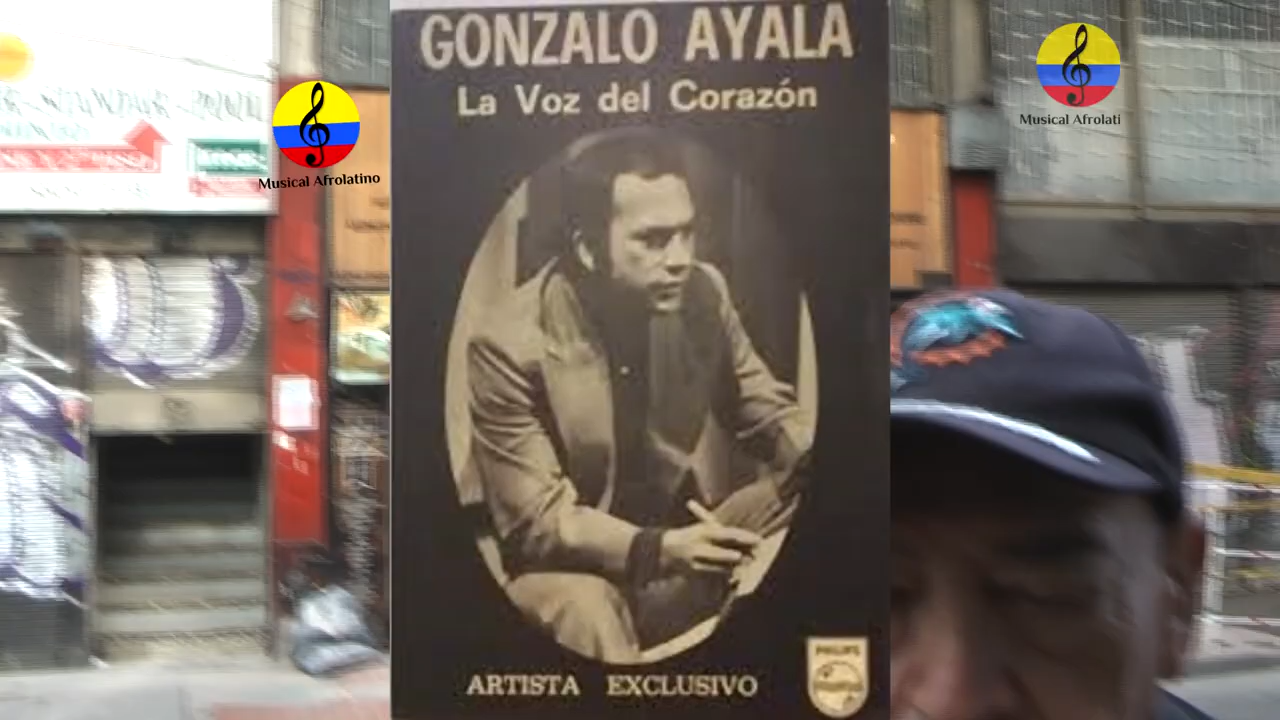 GONZALO AYALA
La Voz del Corazón
Musical Afrolatino
Musical Afrolati
ARTISTA EXCLUSIVO
PHILIPS